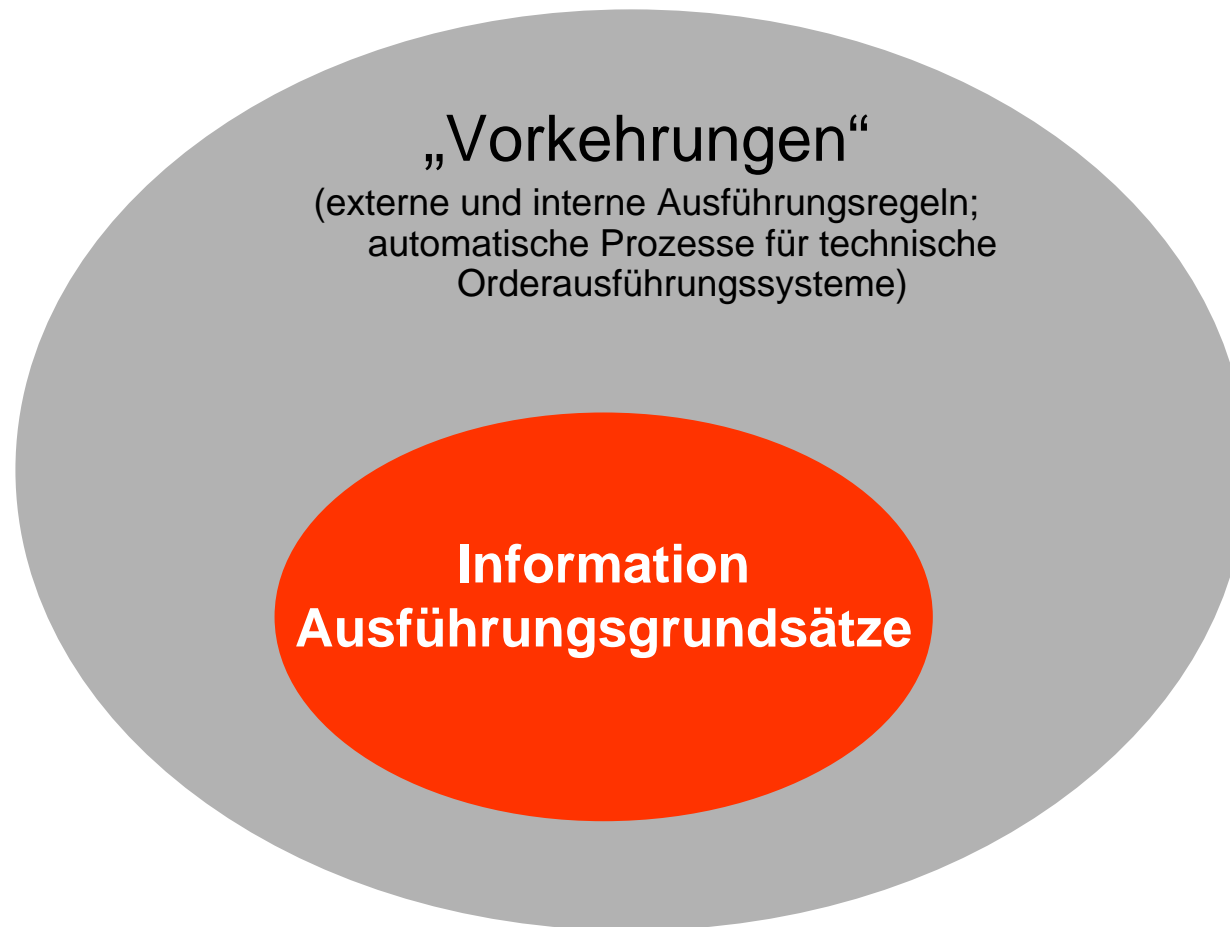 „Vorkehrungen“
(externe und interne Ausführungsregeln;
automatische Prozesse für technische
Orderausführungssysteme)
Information
Ausführungsgrundsätze